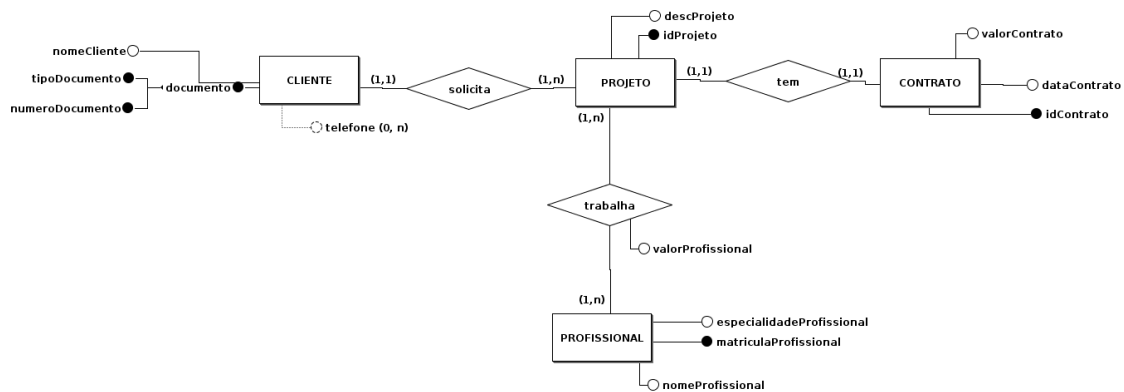 descProjeto
idProjeto
nomeCliente
valorContrato
tipoDocumento
documento
CLIENTE
(1,1)
solicita
(1,n)
PROJETO
(1,1)
tem
(1,1)
CONTRATO
dataContrato
numeroDocumento
idContrato
telefone (0, n)
(1,n)
trabalha
valorProfissional
(1,n)
especialidadeProfissional
PROFISSIONAL
matriculaProfissional
nomeProfissional